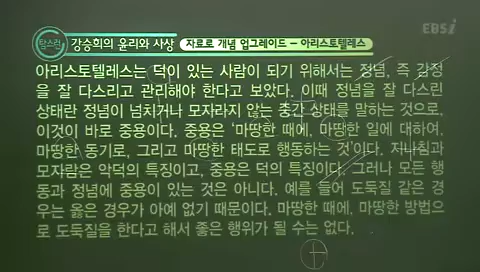 EBSi
탐스런 강승희의 윤리와 사상 자료로 개념 업그레이드 – 아리스토텔레스
아리스토텔레스는 덕이 있는 사람이 되기 위해서는 정념, 즉 감정
을 잘 다스리고 관리해야 한다고 보았다. 이때 정념을 잘 다스린
상태란 정념이 넘치거나 모자라지 않는 중간 상태를 말하는 것으로,
이것이 바로 중용이다. 중용은 '마땅한 때에, 마땅한 일에 대하여,
마땅한 동기로, 그리고 마땅한 태도로 행동하는 것'이다. 지나침과
모자람은 악덕의 특징이고, 중용은 덕의 특징이다. 그러나 모든 행
동과 정념에 중용이 있는 것은 아니다. 예를 들어 도둑질 같은 경
우는 옳은 경우가 아예 없기 때문이다. 마땅한 때에, 마땅한 방법으
로 도둑질을 한다고 해서 좋은 행위가 될 수는 없다.